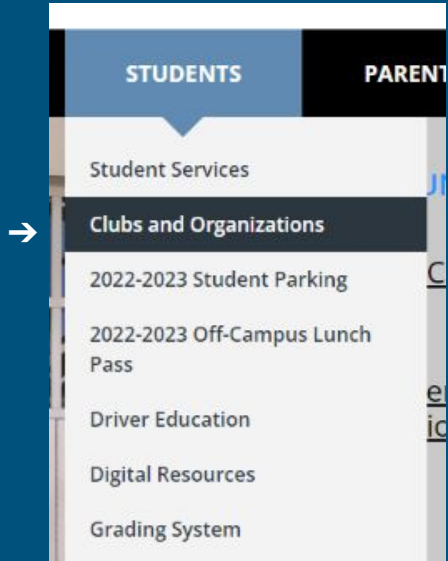 STUDENTS
Student Services
Clubs and Organizations
2022-2023 Student Parking
2022-2023 Off-Campus Lunch
Pass
Driver Education
Digital Resources
Grading System